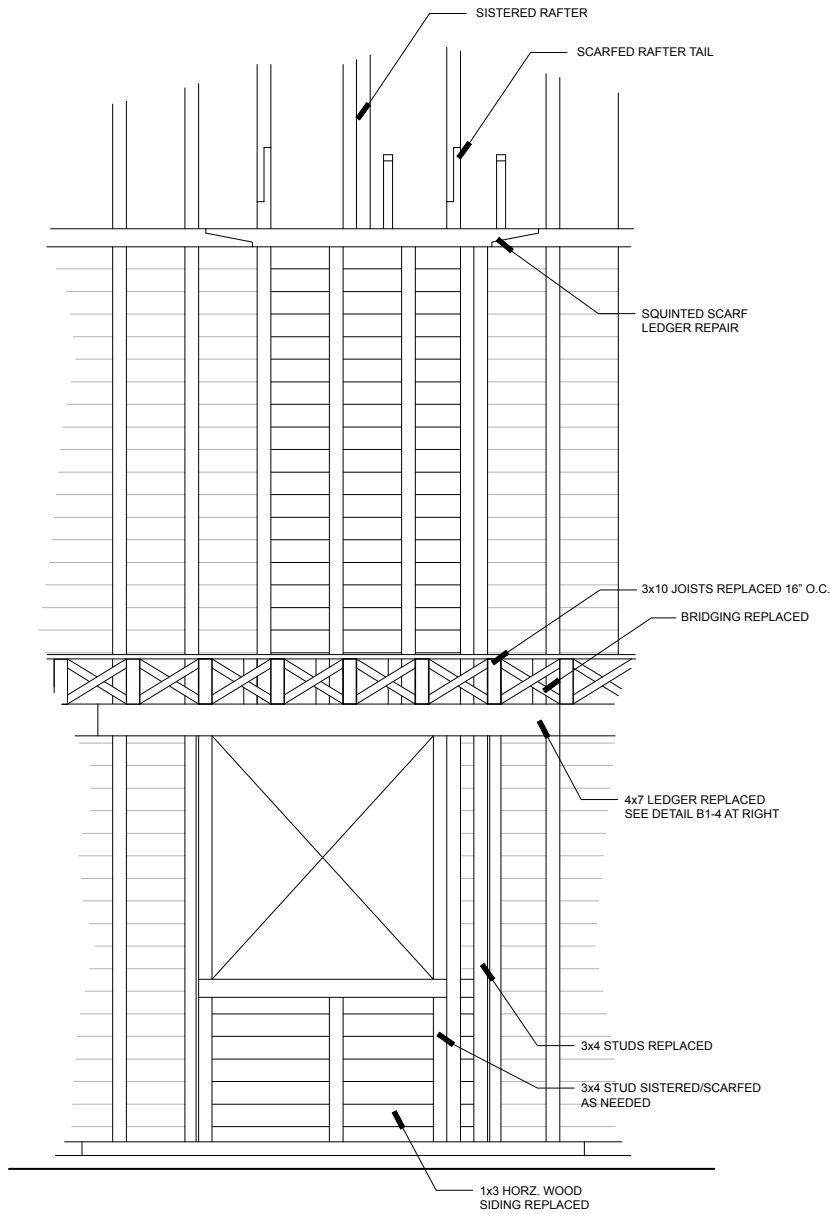 SISTERED RAFTER
SCARFED RAFTER TAIL
SQUINTED SCARF
LEDGER REPAIR
3x10 JOISTS REPLACED 16" O.C.
BRIDGING REPLACED
4x7 LEDGER REPLACED
SEE DETAIL B1-4 AT RIGHT
3x4 STUDS REPLACED
3x4 STUD SISTERED/SCARFED
AS NEEDED
1x3 HORZ. WOOD
SIDING REPLACED